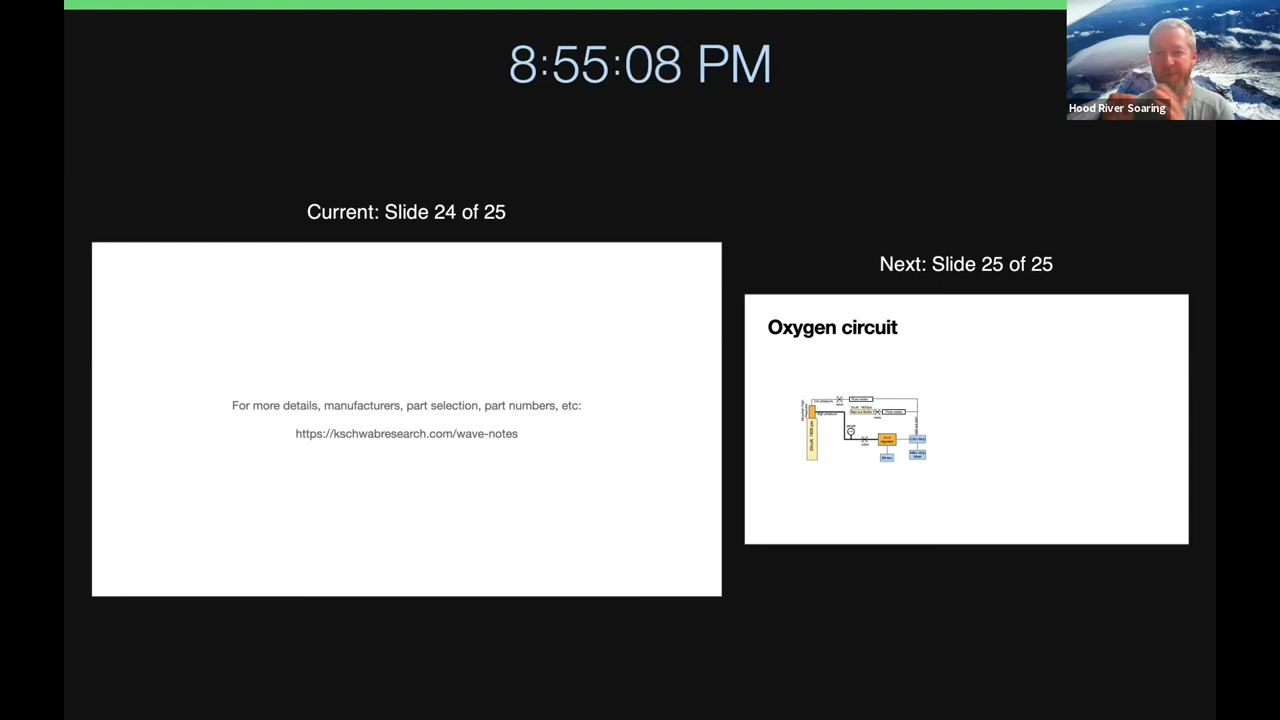 8:55:08 PM
Hood River Soaring
Current: Slide 24 of 25
For more details, manufacturers, part selection, part numbers, etc:
https://kschwabresearch.com/wave-notes
Next: Slide 25 of 25
Oxygen circuit